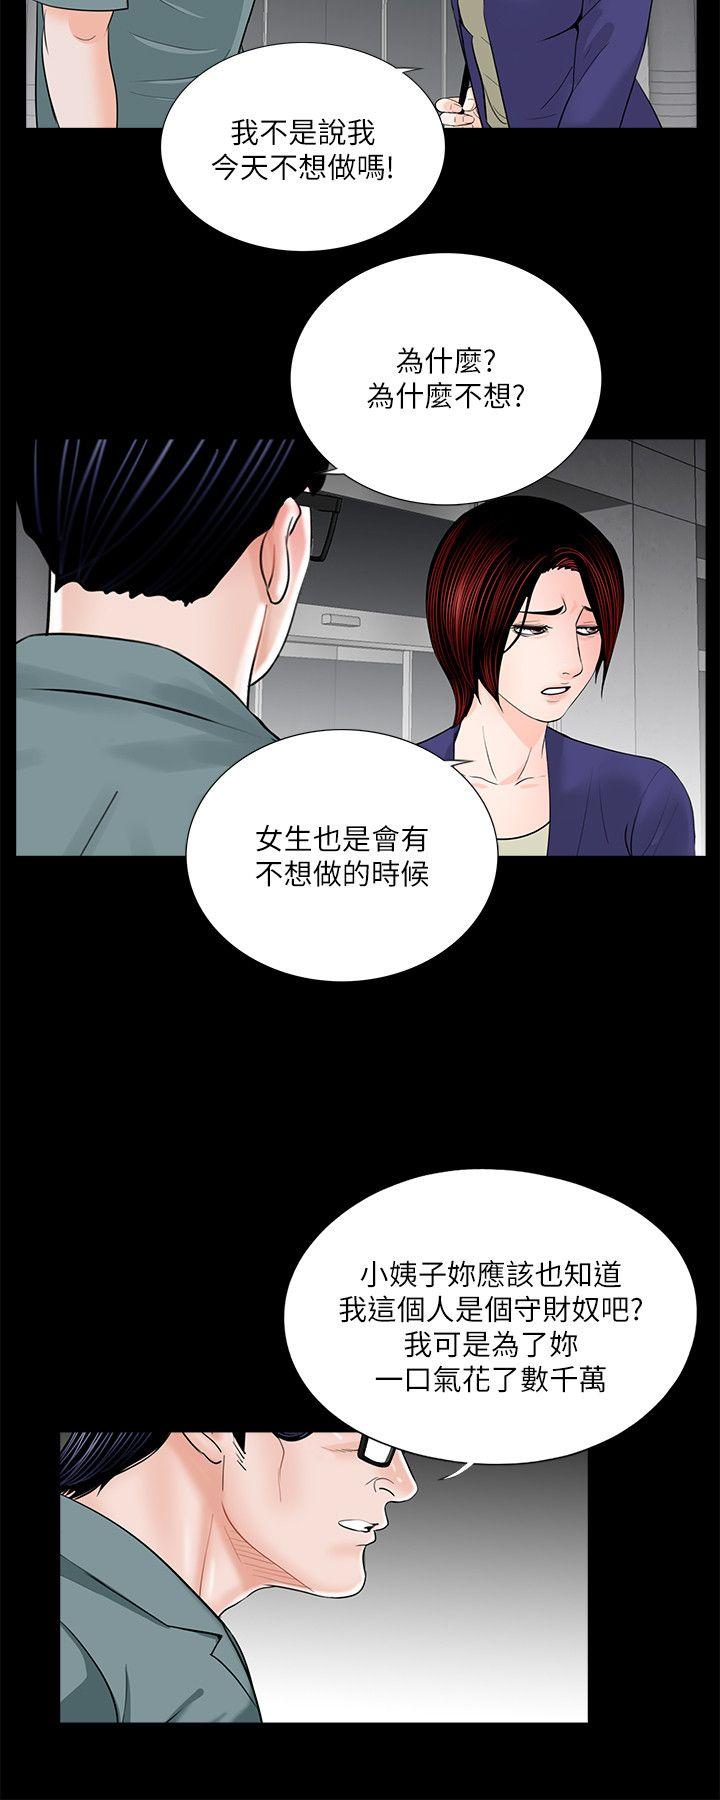 我不是說我
今天不想做嗎!
為什麼?
為什麼不想?
女生也是會有
不想做的時候
小姨子妳應該也知道
我這個人是個守財奴吧?
我可是為了妳
一口氣花了數千萬